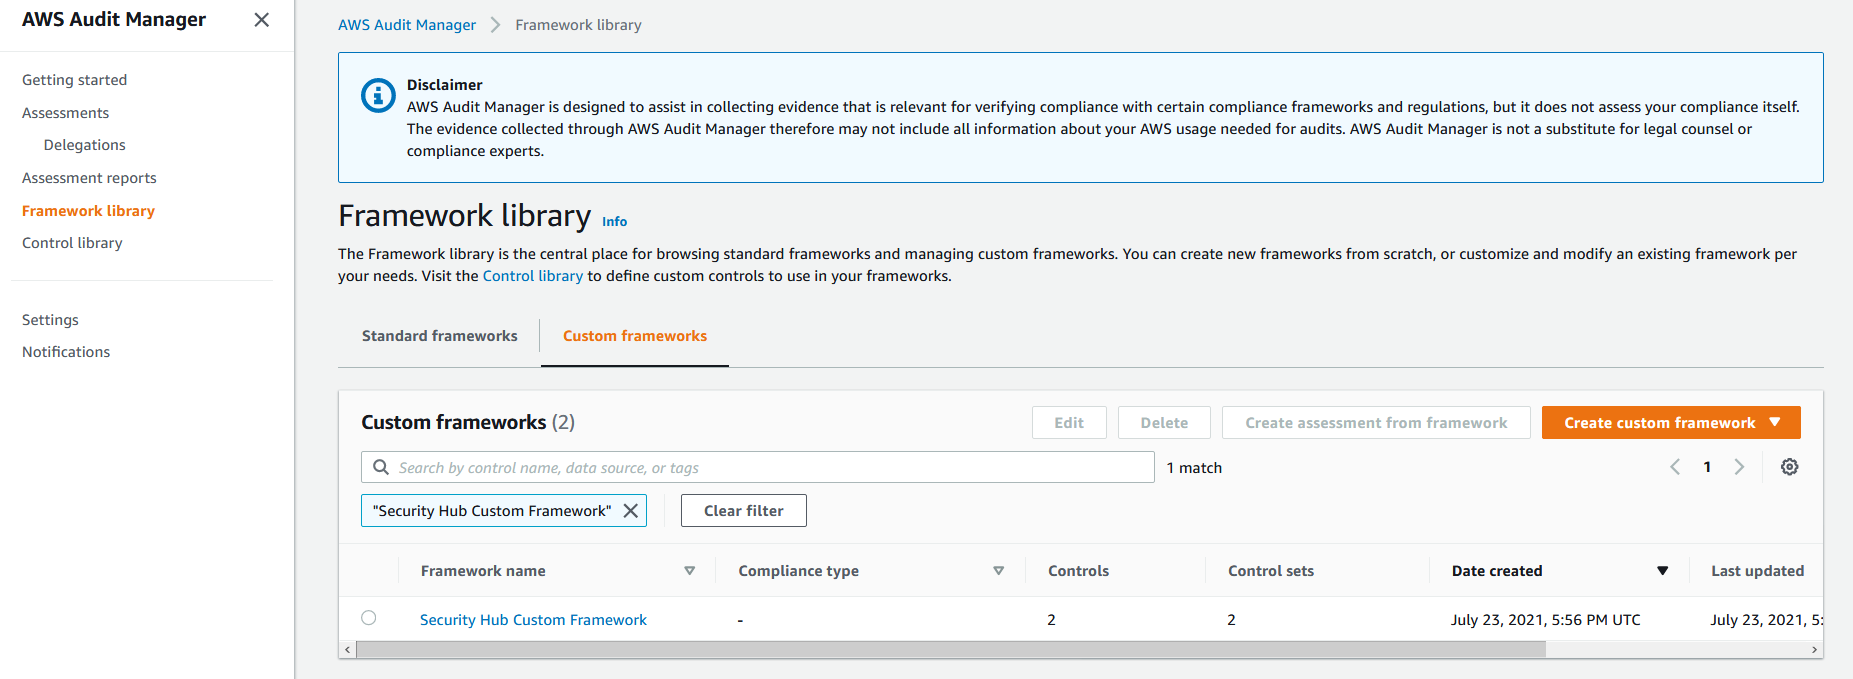 AWS Audit Manager
Getting started
Assessments
Delegations
Assessment reports
Framework library
Control library
Settings
Notifications
AWS Audit Manager > Framework library
Disclaimer
AWS Audit Manager is designed to assist in collecting evidence that is relevant for verifying compliance with certain compliance frameworks and regulations, but it does not assess your compliance itself.
The evidence collected through AWS Audit Manager therefore may not include all information about your AWS usage needed for audits. AWS Audit Manager is not a substitute for legal counsel or
compliance experts.
Framework library Info
The Framework library is the central place for browsing standard frameworks and managing custom frameworks. You can create new frameworks from scratch, or customize and modify an existing framework per
your needs. Visit the Control library to define custom controls to use in your frameworks.
Standard frameworks Custom frameworks
Custom frameworks (2) Edit Delete Create assessment from framework Create custom framework
Search by control name, data source, or tags 1 match 1
"Security Hub Custom Framework" Clear filter
Framework name Compliance type Controls Control sets Date created Last updated
Security Hub Custom Framework - 2 2 July 23, 2021, 5:56 PM UTC July 23, 2021, 5: